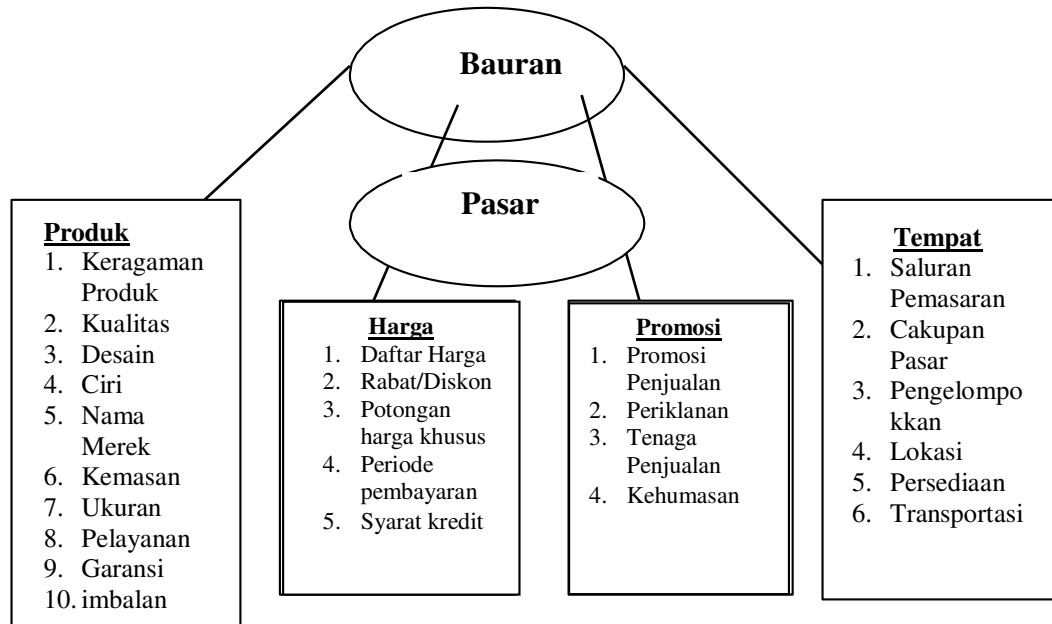 Bauran
Pasar
Produk
1. Keragaman
Produk
2. Kualitas
3. Desain
4. Ciri
5. Nama
Merek
6. Kemasan
7. Ukuran
8. Pelayanan
9. Garansi
10. imbalan
Harga
1. Daftar Harga
2. Rabat/Diskon
3. Potongan
harga khusus
4. Periode
pembayaran
5. Syarat kredit
Promosi
1. Promosi
Penjualan
2. Periklanan
3. Tenaga
Penjualan
4. Kehumasan
Tempat
1. Saluran
Pemasaran
2. Cakupan
Pasar
3. Pengelompo
kkan
4. Lokasi
5. Persediaan
6. Transportasi